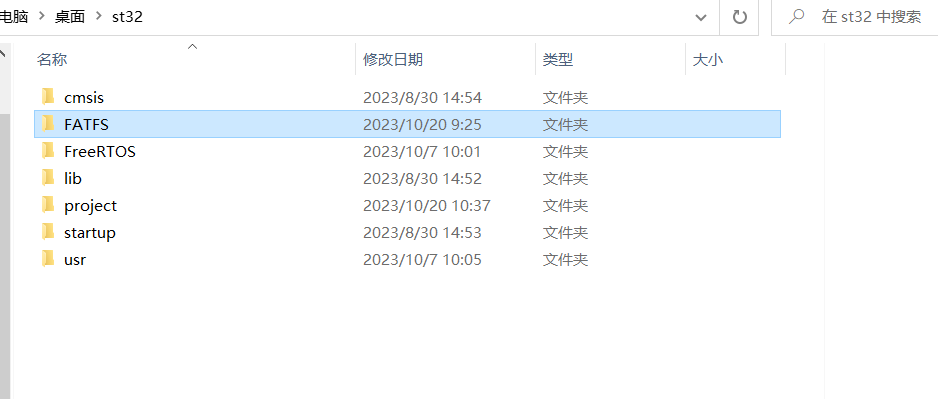 电脑 > 桌面 > st32 在 st32 中搜索
名称 修改日期 类型 大小
cmsis 2023/8/30 14:54 文件夹
FATFS 2023/10/20 9:25 文件夹
FreeRTOS 2023/10/7 10:01 文件夹
lib 2023/8/30 14:52 文件夹
project 2023/10/20 10:37 文件夹
startup 2023/8/30 14:53 文件夹
usr 2023/10/7 10:05 文件夹